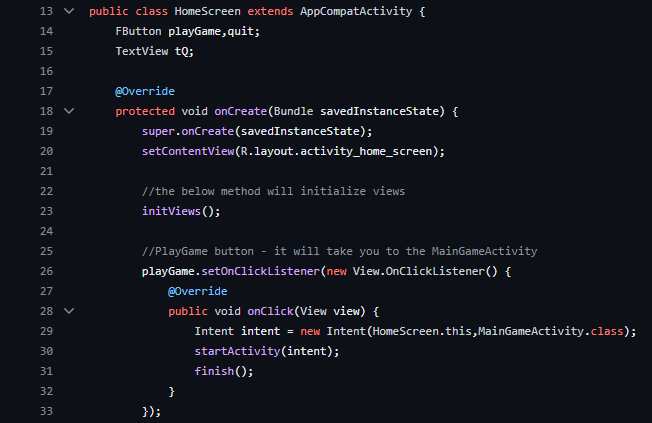 13 public class HomeScreen extends AppCompatActivity {
14 FButton playGame,quit;
15 TextView tQ;
16
17 @Override
18 protected void onCreate(Bundle savedInstanceState) {
19 super.onCreate(savedInstanceState);
20 setContentView(R.layout.activity_home_screen);
21
22 //the below method will initialize views
23 initViews();
24
25 //PlayGame button - it will take you to the MainGameActivity
26 playGame.setOnClickListener(new View.OnClickListener() {
27 @Override
28 public void onClick(View view) {
29 Intent intent = new Intent(HomeScreen.this,MainGameActivity.class);
30 startActivity(intent);
31 finish();
32 }
33 });